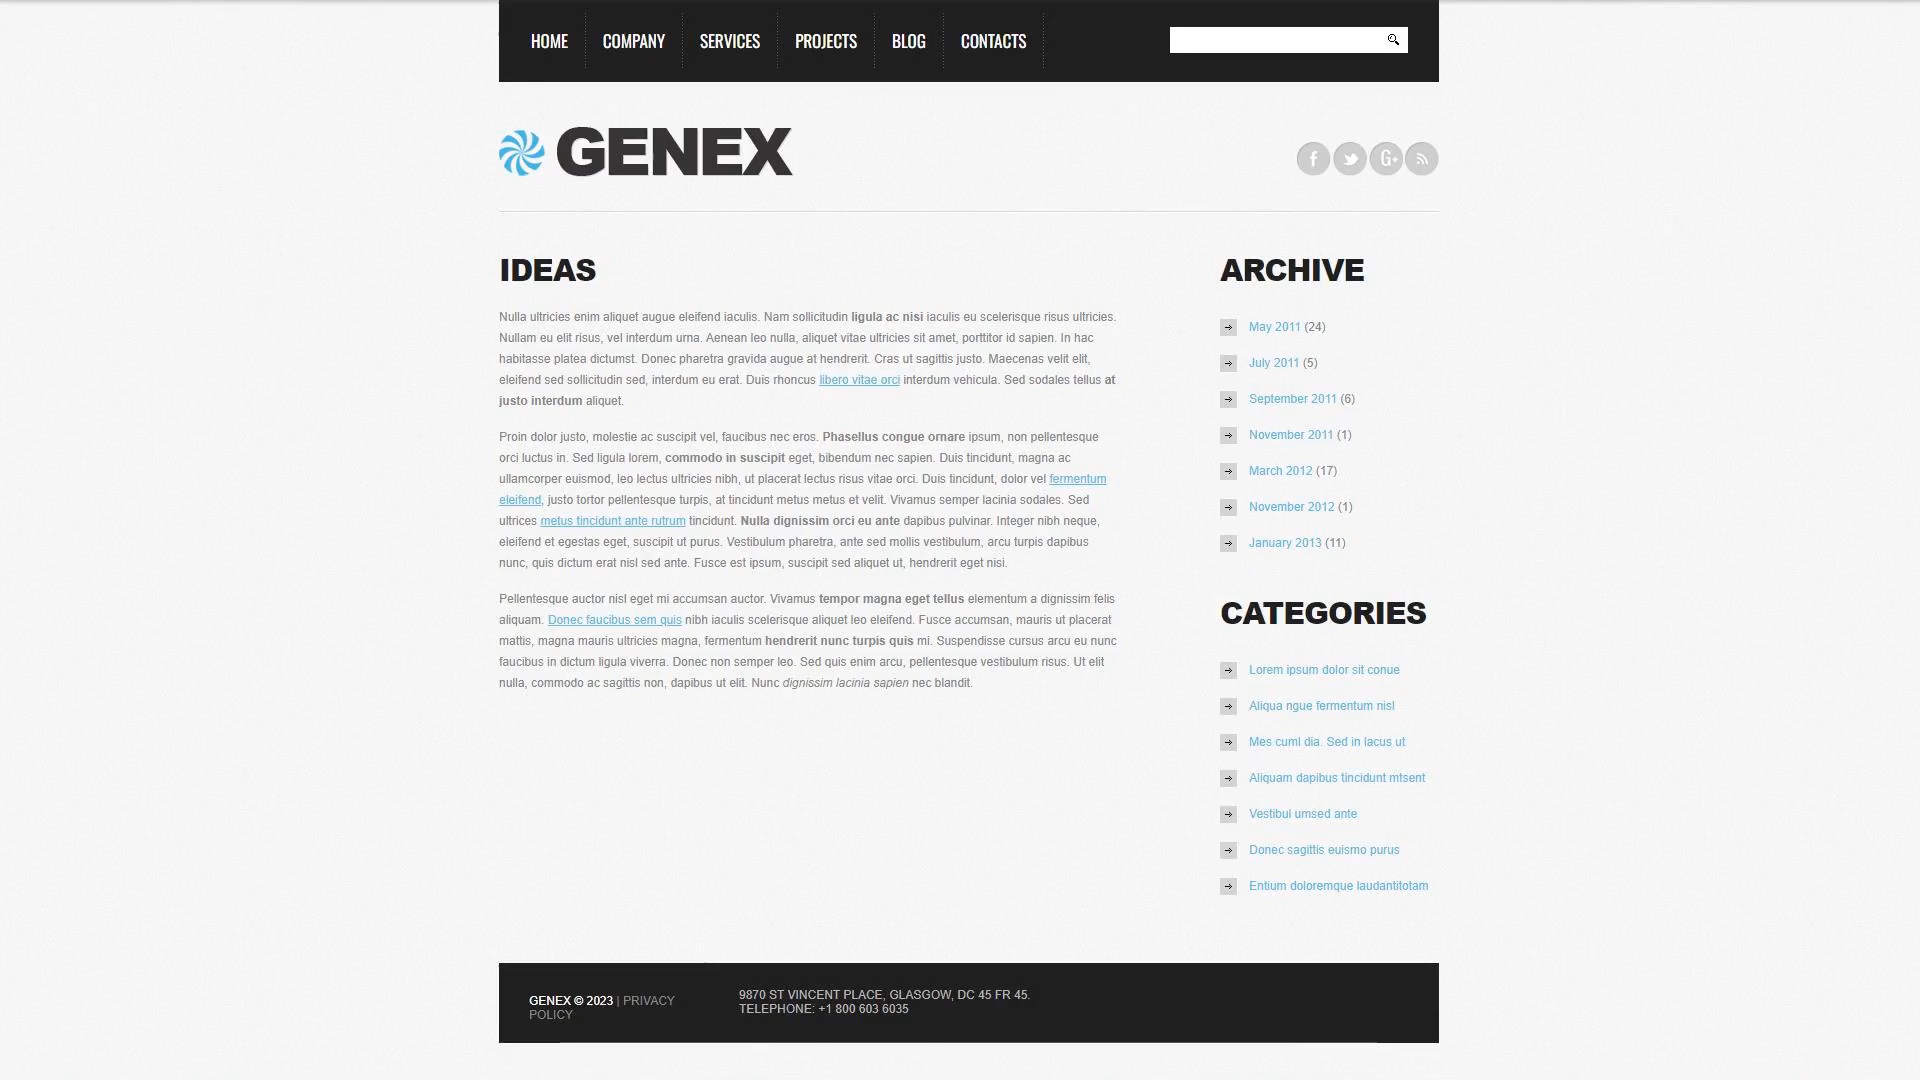 HOME COMPANY SERVICES PROJECTS BLOG CONTACTS
GENEX
IDEAS
Nulla ultricies enim aliquet augue eleifend iaculis. Nam sollicitudin ligula ac nisi iaculis eu scelerisque risus ultricies.
Nullam eu elit risus, vel interdum urna. Aenean leo nulla, aliquet vitae ultricies sit amet, porttitor id sapien. In hac
habitasse platea dictumst. Donec pharetra gravida augue at hendrerit. Cras ut sagittis justo. Maecenas velit elit,
eleifend sed sollicitudin sed, interdum eu erat. Duis rhoncus libero vitae orci interdum vehicula. Sed sodales tellus at
justo interdum aliquet.
Proin dolor justo, molestie ac suscipit vel, faucibus nec eros. Phasellus congue ornare ipsum, non pellentesque
orci luctus in. Sed ligula lorem, commodo in suscipit eget, bibendum nec sapien. Duis tincidunt, magna ac
ullamcorper euismod, leo lectus ultricies nibh, ut placerat lectus risus vitae orci. Duis tincidunt, dolor vel fermentum
eleifend, justo tortor pellentesque turpis, at tincidunt metus metus et velit. Vivamus semper lacinia sodales. Sed
ultrices metus tincidunt ante rutrum tincidunt. Nulla dignissim orci eu ante dapibus pulvinar. Integer nibh neque,
eleifend et egestas eget, suscipit ut purus. Vestibulum pharetra, ante sed mollis vestibulum, arcu turpis dapibus
nunc, quis dictum erat nisl sed ante. Fusce est ipsum, suscipit sed aliquet ut, hendrerit eget nisi.
Pellentesque auctor nisl eget mi accumsan auctor. Vivamus tempor magna eget tellus elementum a dignissim felis
aliquam. Donec faucibus sem quis nibh iaculis scelerisque aliquet leo eleifend. Fusce accumsan, mauris ut placerat
mattis, magna mauris ultricies magna, fermentum hendrerit nunc turpis quis mi. Suspendisse cursus arcu eu nunc
faucibus in dictum ligula viverra. Donec non semper leo. Sed quis enim arcu, pellentesque vestibulum risus. Ut elit
nulla, commodo ac sagittis non, dapibus ut elit. Nunc dignissim lacinia sapien nec blandit.
ARCHIVE
May 2011 (24)
July 2011 (5)
September 2011 (6)
November 2011 (1)
March 2012 (17)
November 2012 (1)
January 2013 (11)
CATEGORIES
Lorem ipsum dolor sit conue
Aliqua ngue fermentum nisl
Mes cuml dia. Sed in lacus ut
Aliquam dapibus tincidunt mtsent
Vestibul umsed ante
Donec sagittis euismo purus
Entium doloremque laudantitotam
GENEX © 2023 | PRIVACY
POLICY
9870 ST VINCENT PLACE, GLASGOW, DC 45 FR 45.
TELEPHONE: +1 800 603 6035